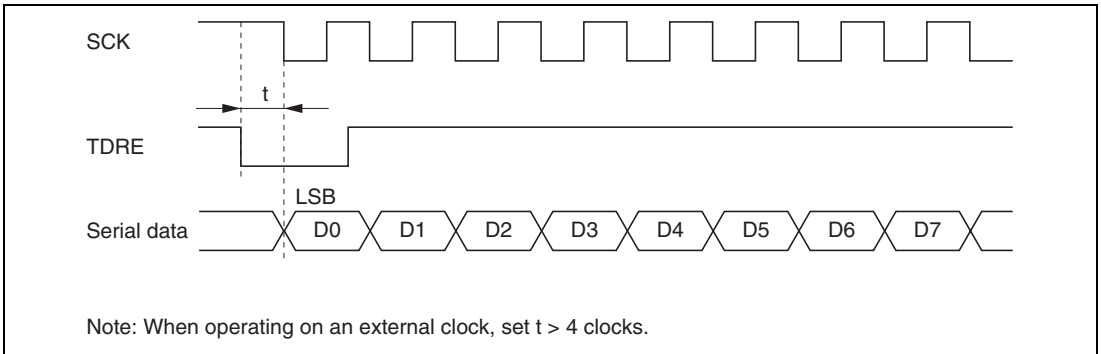 SCK
t
TDRE
LSB
Serial data D0 D1 D2 D3 D4 D5 D6 D7
Note: When operating on an external clock, set t > 4 clocks.